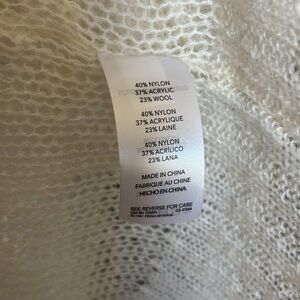 40% NYLON
37% ACRYLIC
23% WOOL
40% NYLON
37% ACRYLIQUE
23% LAINE
40% NYLON
37% ACRÍLICO
23% LANA
MADE IN CHINA
FABRIQUE AU CHINE
HECHO EN CHINA
SEE REVERSE FOR CARE